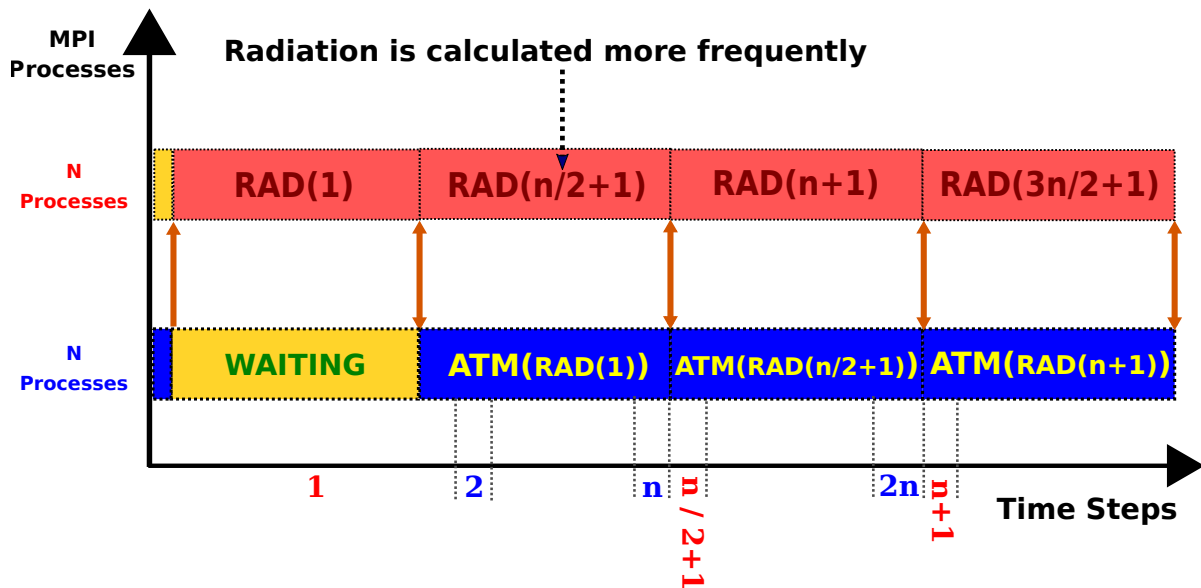 MPI
Processes
Radiation is calculated more frequently
N
Processes
RAD(1)
RAD(n/2+1)
RAD(n+1)
RAD(3n/2+1)
N
Processes
WAITING
ATM(RAD(1))
ATM(RAD(n/2+1))
ATM(RAD(n+1))
1
2
n
n / 2+1
2n
n+1
Time Steps